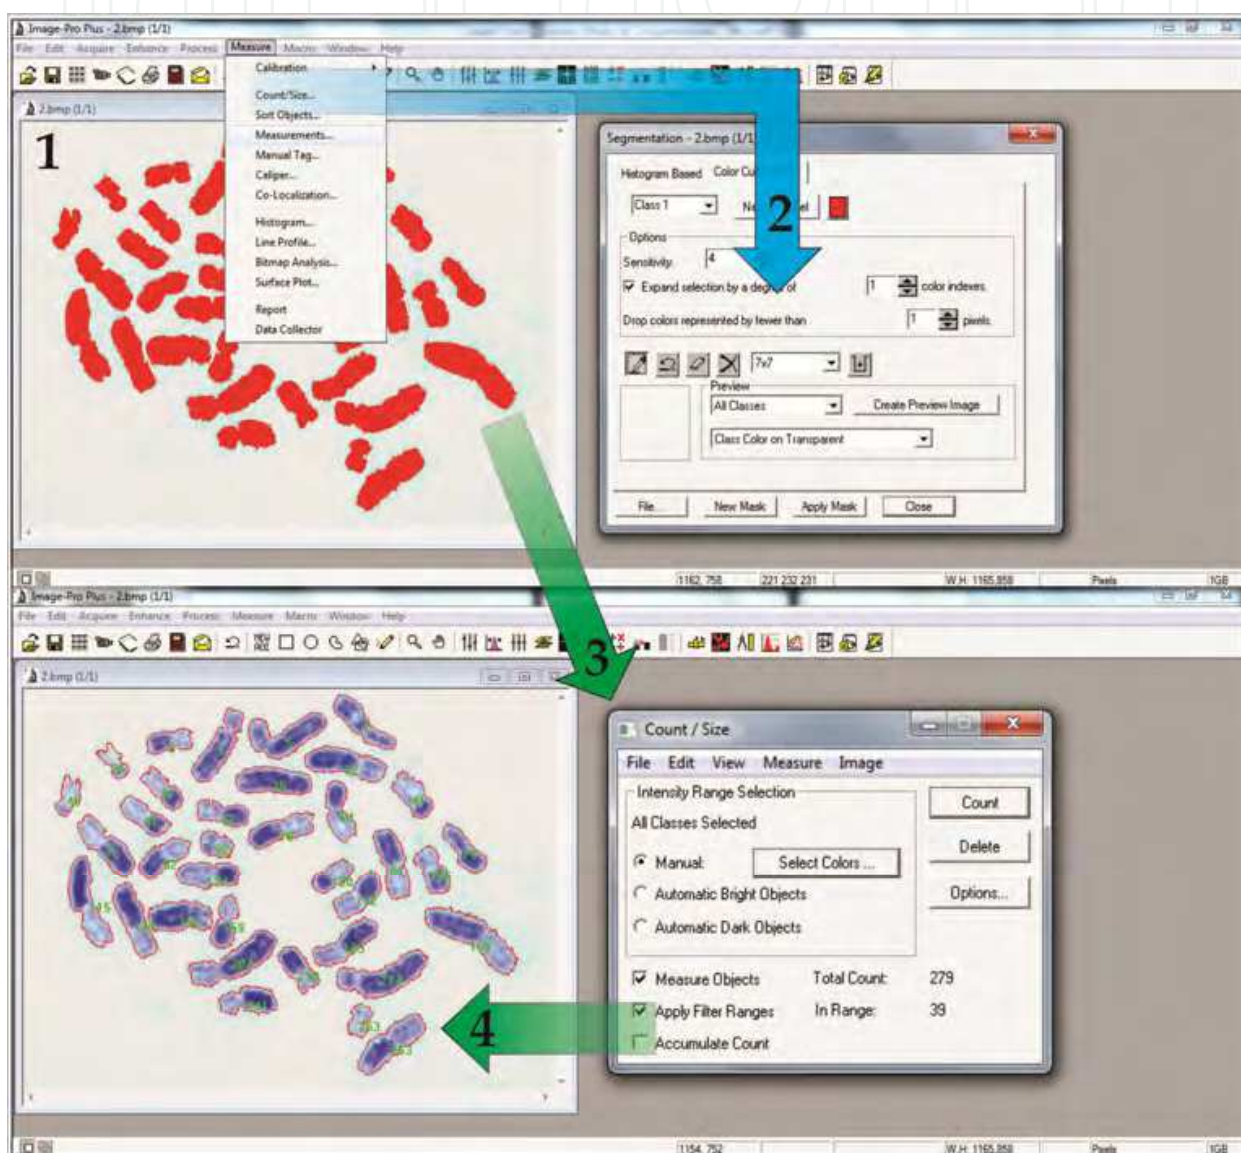 Image-Pro Plus - 2.bmp (1/1)
File Edit Acquire Enhance Process Measure Macro Window Help
2.bmp (1/1)
1
Calibration
Count/Size...
Sort Objects...
Measurements...
Manual Tag...
Caliper...
Co-Localization...
Histogram...
Line Profile...
Bitmap Analysis...
Surface Plot...
Report
Data Collector
2
Segmentation - 2.bmp (1/1)
Histogram Based Color
Class 1
Options
Sensitivity: 4
Expand selection by a degree of 1 color indexes.
Drop colors represented by fewer than 1 pixels.
7x7
Preview
All Classes Create Preview Image
Class Color on Transparent
File... New Mask Apply Mask Close
1162, 758 221 232 231 W,H: 1165,858 Pixels 1GB
Image-Pro Plus - 2.bmp (1/1)
File Edit Acquire Enhance Process Measure Macro Window Help
2.bmp (1/1)
3
Count / Size
File Edit View Measure Image
Intensity Range Selection
All Classes Selected
Manual: Select Colors ...
Automatic Bright Objects
Automatic Dark Objects
Count
Delete
Options...
Measure Objects Total Count: 279
Apply Filter Ranges In Range: 39
Accumulate Count
4
1154, 752 W,H: 1165,858 Pixels 1GB